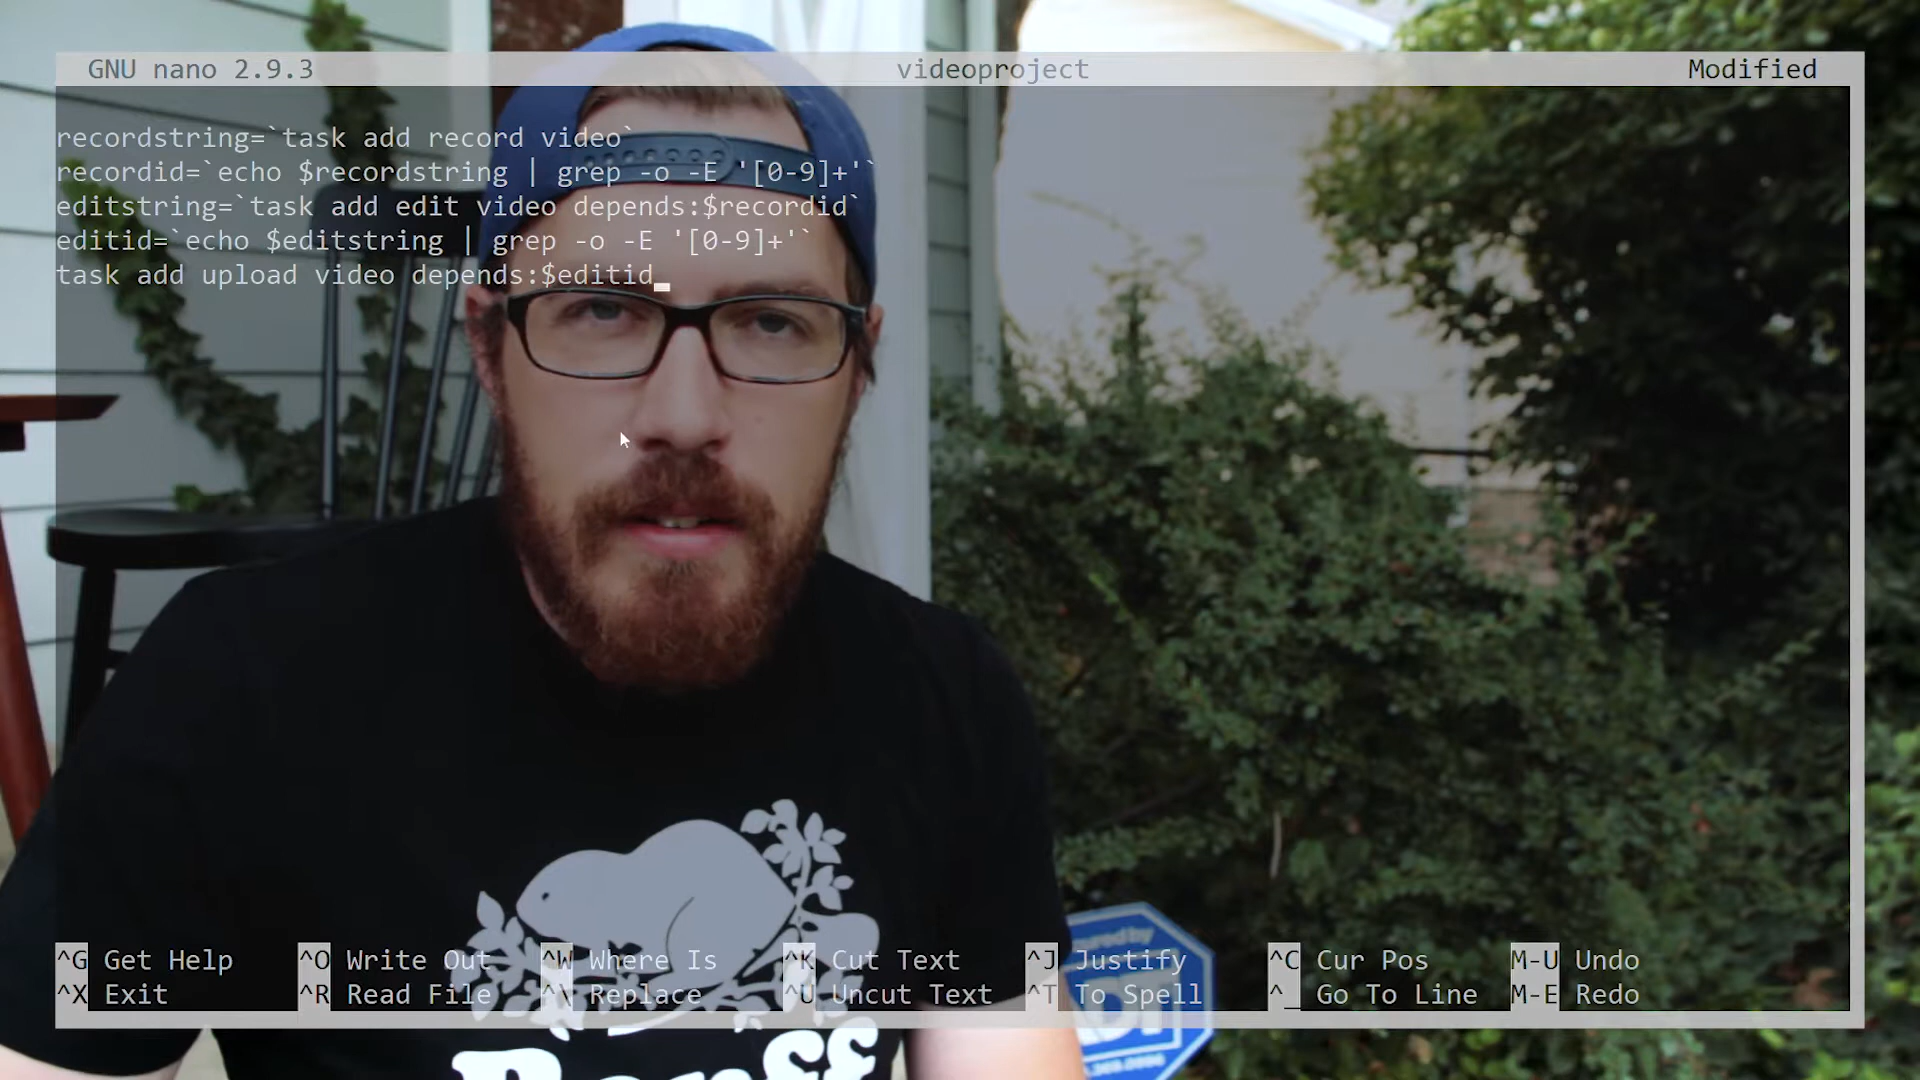 GNU nano 2.9.3 videoproject Modified
recordstring=`task add record video`
recordid=`echo $recordstring | grep -o -E '[0-9]+'`
editstring=`task add edit video depends:$recordid`
editid=`echo $editstring | grep -o -E '[0-9]+'`
task add upload video depends:$editid
^G Get Help ^O Write Out ^W Where Is ^K Cut Text ^J Justify ^C Cur Pos M-U Undo
^X Exit ^R Read File ^\ Replace ^U Uncut Text ^T To Spell ^_ Go To Line M-E Redo
Banff
ADT